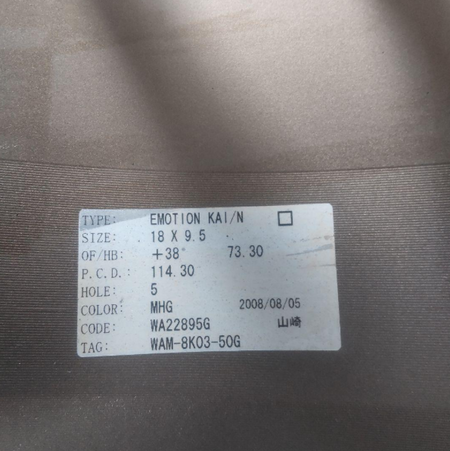 TYPE: EMOTION KAI/N □
SIZE: 18 X 9.5
OF/HB: +38 73.30
P.C.D.: 114.30
HOLE: 5
COLOR: MHG 2008/08/05
CODE: WA22895G 山崎
TAG: WAM-8K03-50G